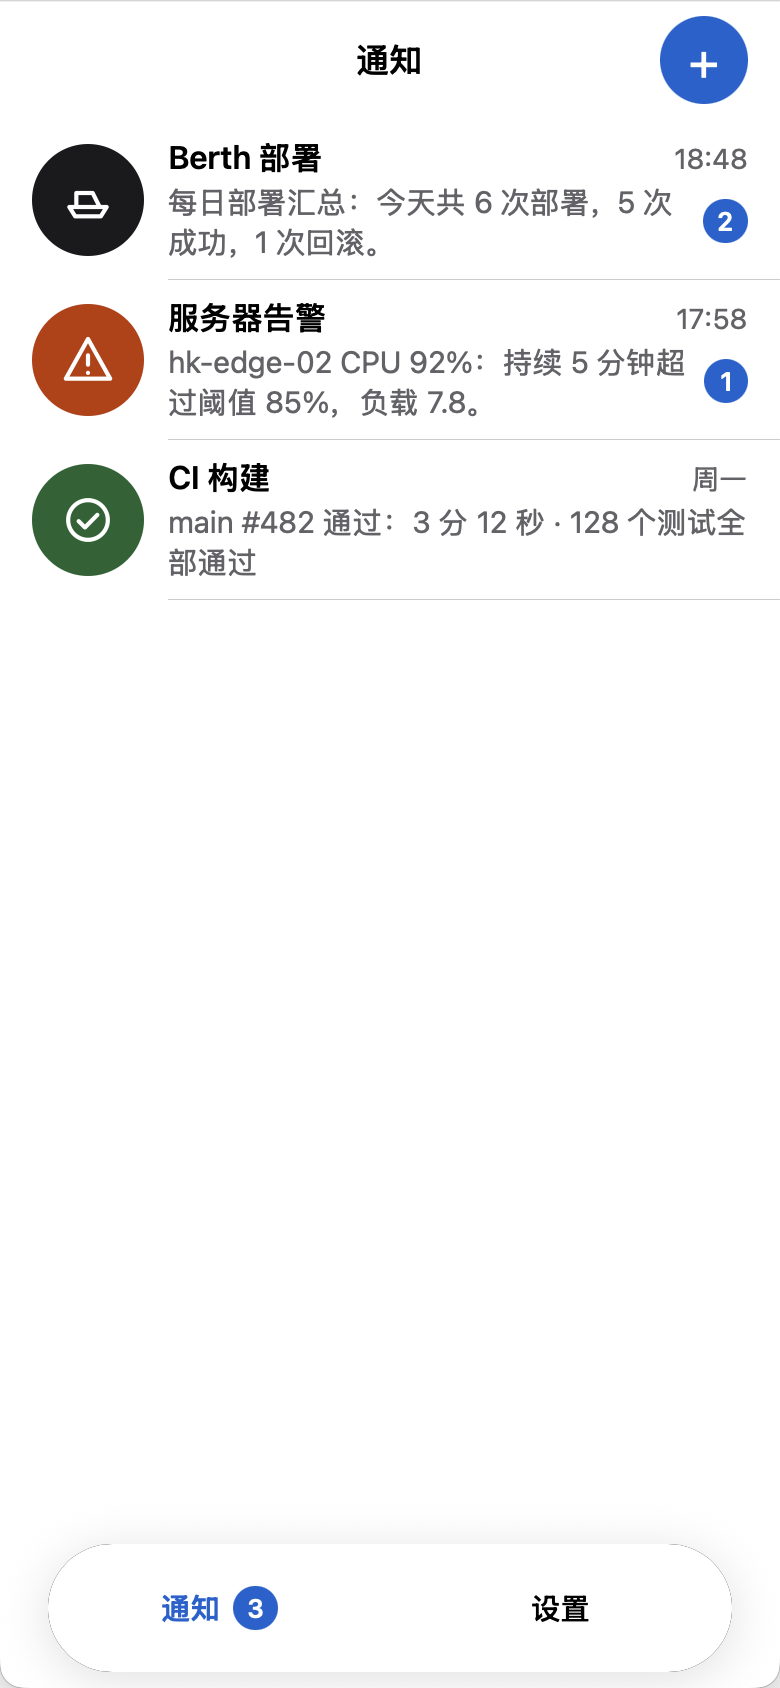 通知
+
Berth 部署
18:48
每日部署汇总：今天共 6 次部署，5 次
成功，1 次回滚。
2
服务器告警
17:58
hk-edge-02 CPU 92%：持续 5 分钟超
过阈值 85%，负载 7.8。
1
CI 构建
周一
main #482 通过：3 分 12 秒 · 128 个测试全
部通过
通知 3
设置